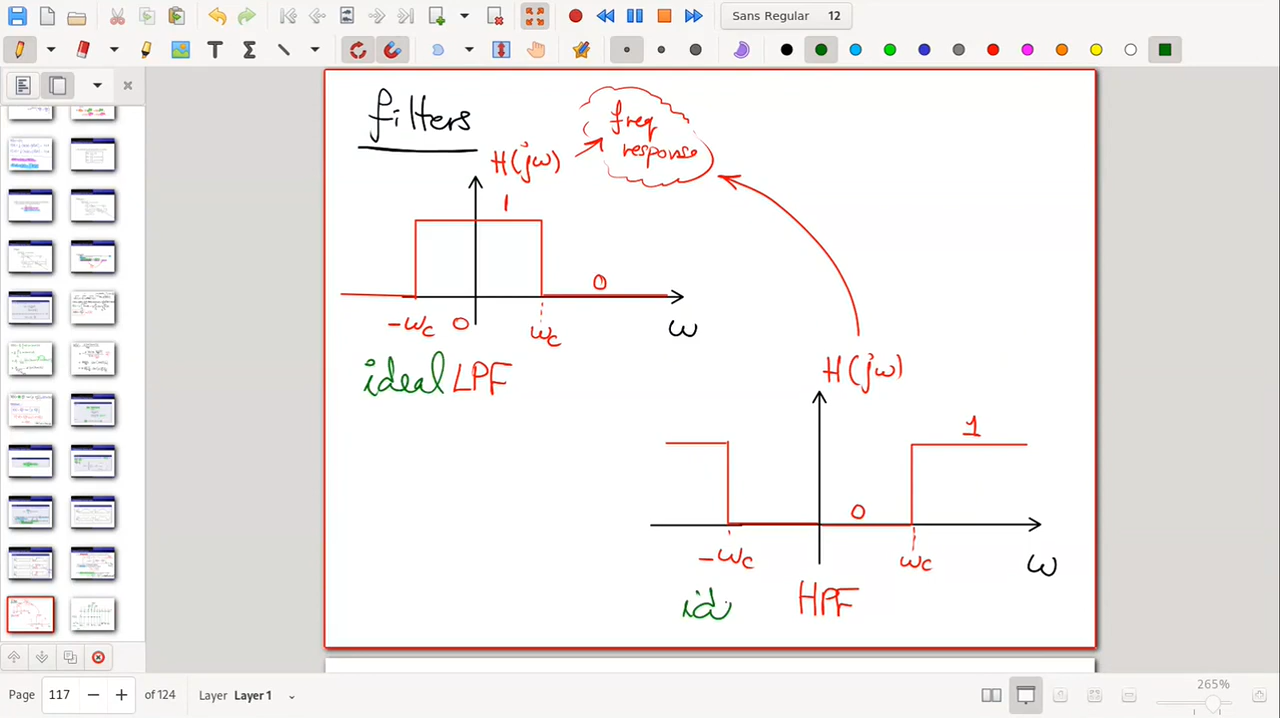 Sans Regular 12
filters
freq
response
H(jω)
1
0
-ωc 0 ωc
ω
ideal LPF
H(jω)
1
0
-ωc ωc
ω
id HPF
Page 117 of 124 Layer Layer 1
265%